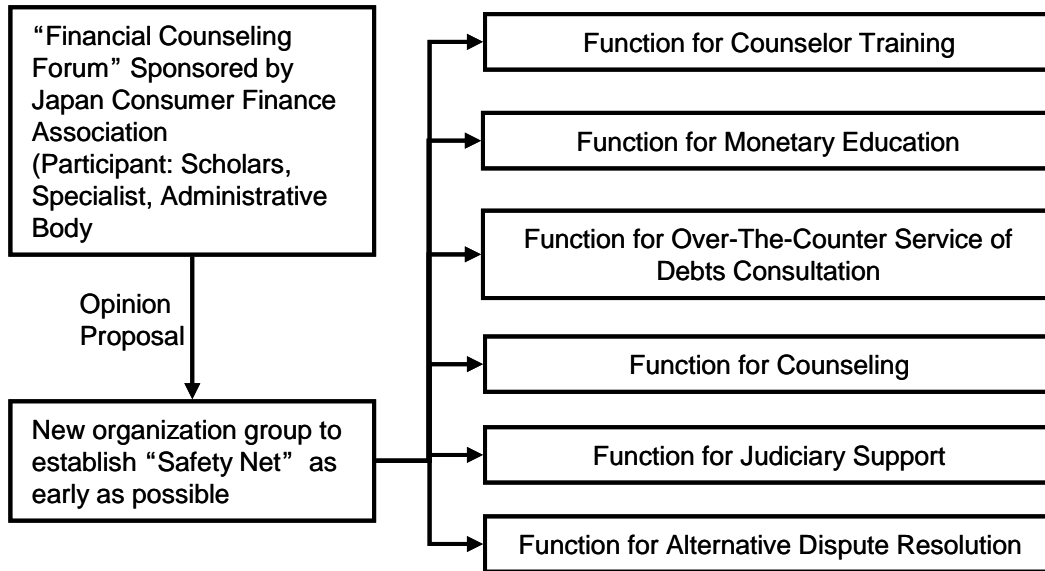 “Financial Counseling
Forum” Sponsored by
Japan Consumer Finance
Association
(Participant: Scholars,
Specialist, Administrative
Body
Opinion
Proposal
New organization group to
establish “Safety Net” as
early as possible
Function for Counselor Training
Function for Monetary Education
Function for Over-The-Counter Service of
Debts Consultation
Function for Counseling
Function for Judiciary Support
Function for Alternative Dispute Resolution